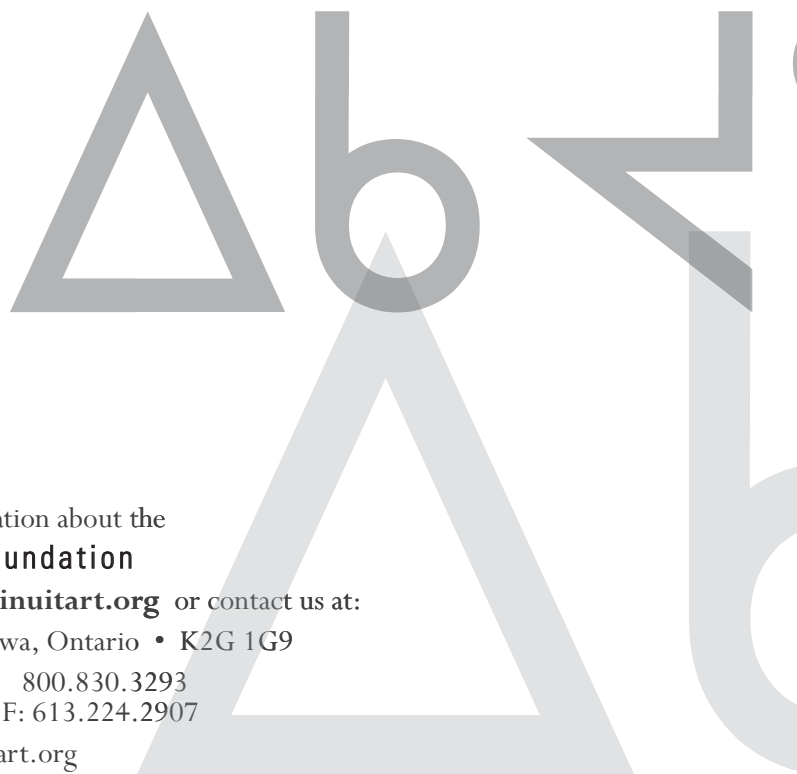 ᐃᑲᔪ
ᐃᑲ
ation about the
undation
inuitart.org or contact us at:
wa, Ontario • K2G 1G9
800.830.3293
F: 613.224.2907
art.org